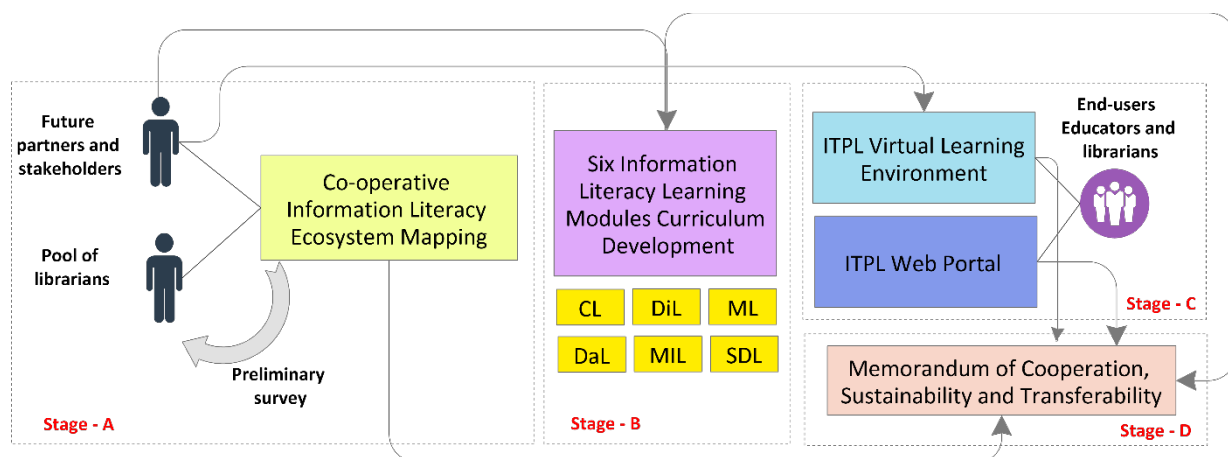 Future
partners and
stakeholders
Pool of
librarians
Co-operative
Information Literacy
Ecosystem Mapping
Preliminary
survey
Stage - A
Six Information
Literacy Learning
Modules Curriculum
Development
CL
DiL
ML
DaL
MIL
SDL
Stage - B
ITPL Virtual Learning
Environment
End-users
Educators and
librarians
ITPL Web Portal
Stage - C
Memorandum of Cooperation,
Sustainability and Transferability
Stage - D